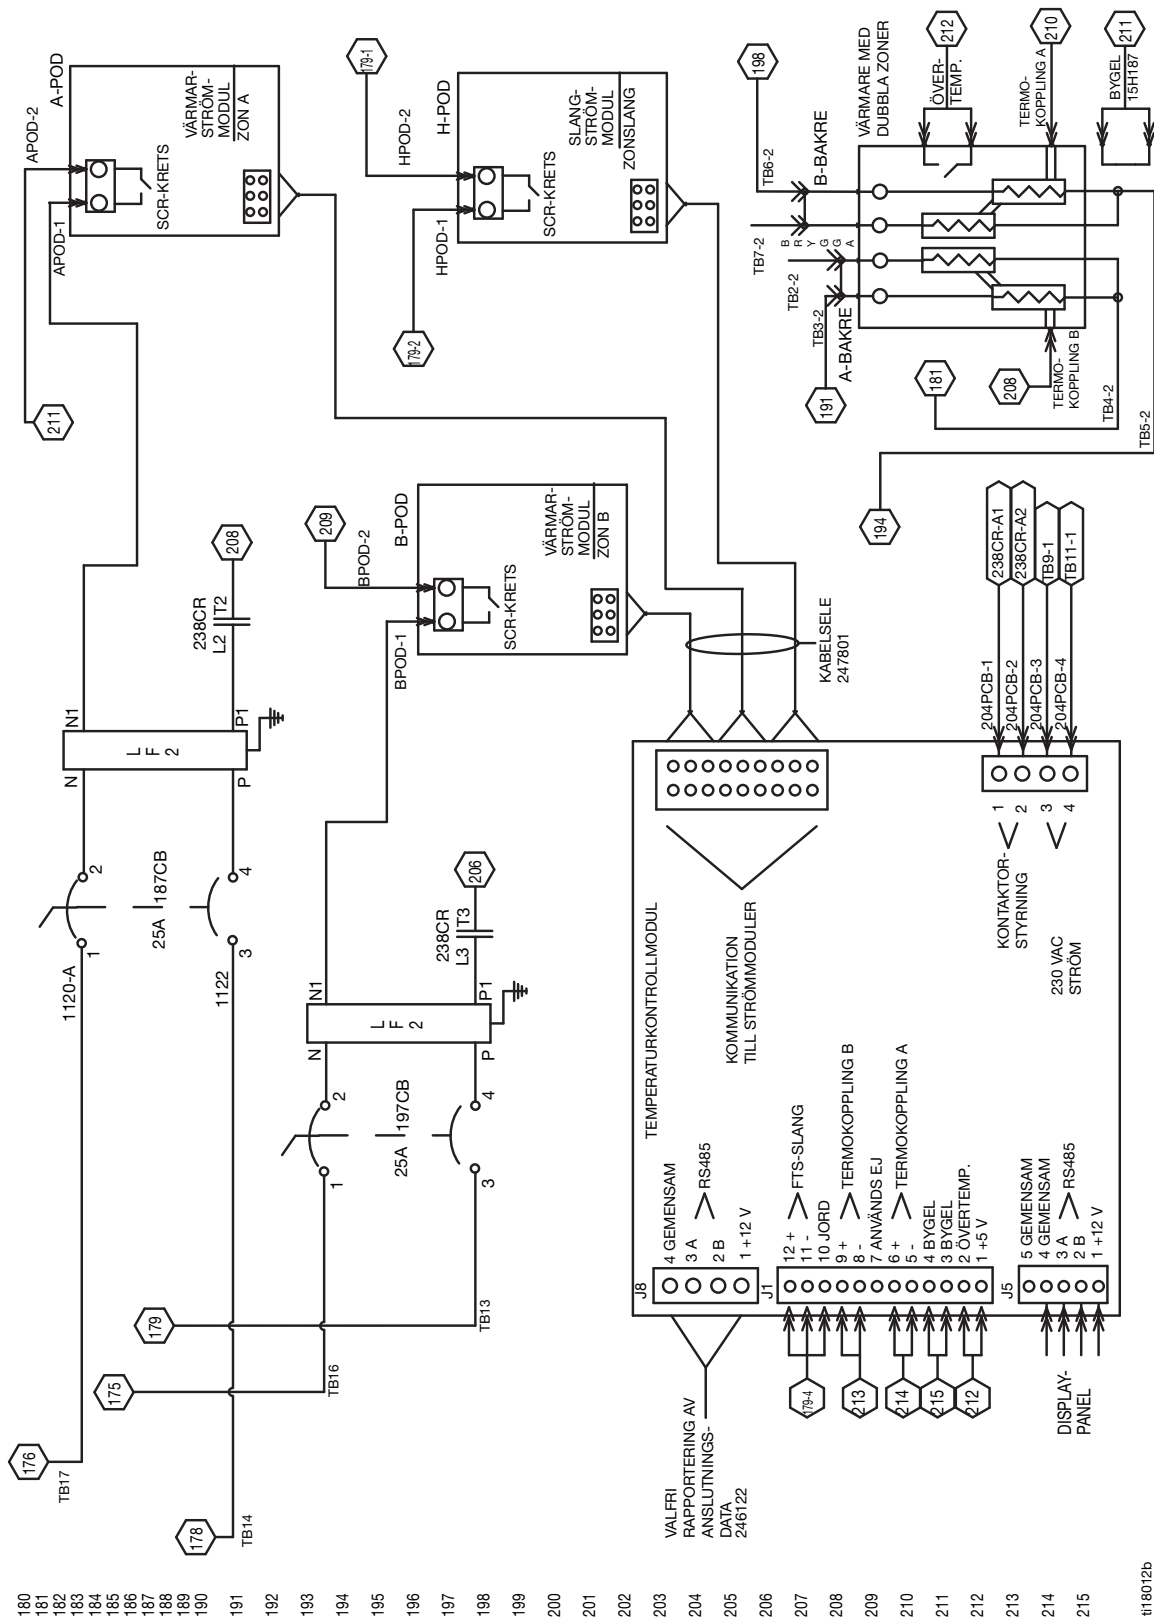 180
181
182
183
184
185
186
187
188
189
190
191
192
193
194
195
196
197
198
199
200
201
202
203
204
205
206
207
208
209
210
211
212
213
214
215
176
TB17
178
TB14
175
TB16
179
TB13
1120-A
1
2
25A
187CB
1122
3
4
N
N1
L
F
2
P
P1
238CR
L2
T2
208
211
APOD-1
APOD-2
A-POD
VÄRMAR-
STRÖM-
MODUL
ZON A
SCR-KRETS
1
2
25A
197CB
3
4
N
N1
L
F
2
P
P1
238CR
L3
T3
206
209
BPOD-1
BPOD-2
B-POD
VÄRMAR-
STRÖM-
MODUL
ZON B
SCR-KRETS
179-1
179-2
HPOD-1
HPOD-2
H-POD
SLANG-
STRÖM-
MODUL
ZONSLANG
SCR-KRETS
KABELSELE
247801
198
TB6-2
TB7-2
B-BAKRE
B
R
Y
G
G
A
TB2-2
TB3-2
A-BAKRE
191
VÄRMARE MED
DUBBLA ZONER
212
ÖVER-
TEMP.
210
TERMO-
KOPPLING A
211
BYGEL
15H187
181
208
TERMO-
KOPPLING B
TB4-2
TB5-2
194
TEMPERATURKONTROLLMODUL
J8
4 GEMENSAM
3 A
RS485
2 B
1 +12 V
VALFRI
RAPPORTERING AV
ANSLUTNINGS-
DATA
246122
KOMMUNIKATION
TILL STRÖMMODULER
J1
12 +
FTS-SLANG
11 -
10 JORD
9 +
TERMOKOPPLING B
8 -
7 ANVÄNDS EJ
6 +
TERMOKOPPLING A
5 -
4 BYGEL
3 BYGEL
2 ÖVERTEMP.
1 +5 V
179-4
213
214
215
212
J5
5 GEMENSAM
4 GEMENSAM
3 A
RS485
2 B
1 +12 V
DISPLAY-
PANEL
KONTAKTOR-
STYRNING
1
2
230 VAC
STRÖM
3
4
204PCB-1
238CR-A1
204PCB-2
238CR-A2
204PCB-3
TB9-1
204PCB-4
TB11-1
ti18012b